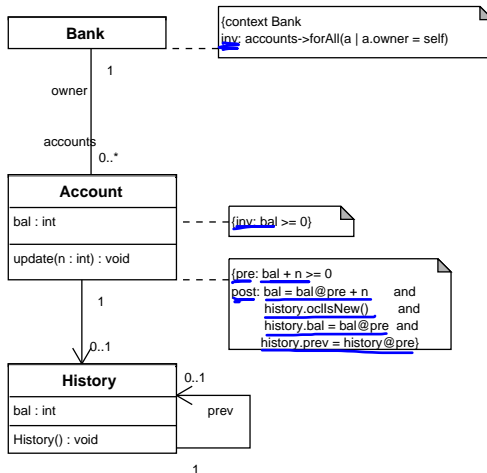 Bank
{context Bank
inv: accounts->forAll(a | a.owner = self)
1
owner
accounts
0..*
Account
bal : int
{inv: bal >= 0}
update(n : int) : void
{pre: bal + n >= 0
post: bal = bal@pre + n and
history.oclIsNew() and
history.bal = bal@pre and
history.prev = history@pre}
1
0..1
History
0..1
bal : int
prev
History() : void
1